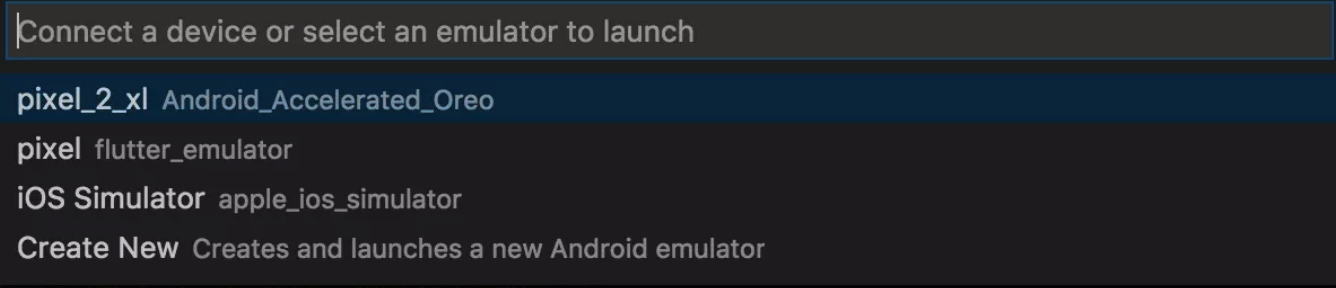 Connect a device or select an emulator to launch
pixel_2_xl Android_Accelerated_Oreo
pixel flutter_emulator
iOS Simulator apple_ios_simulator
Create New Creates and launches a new Android emulator